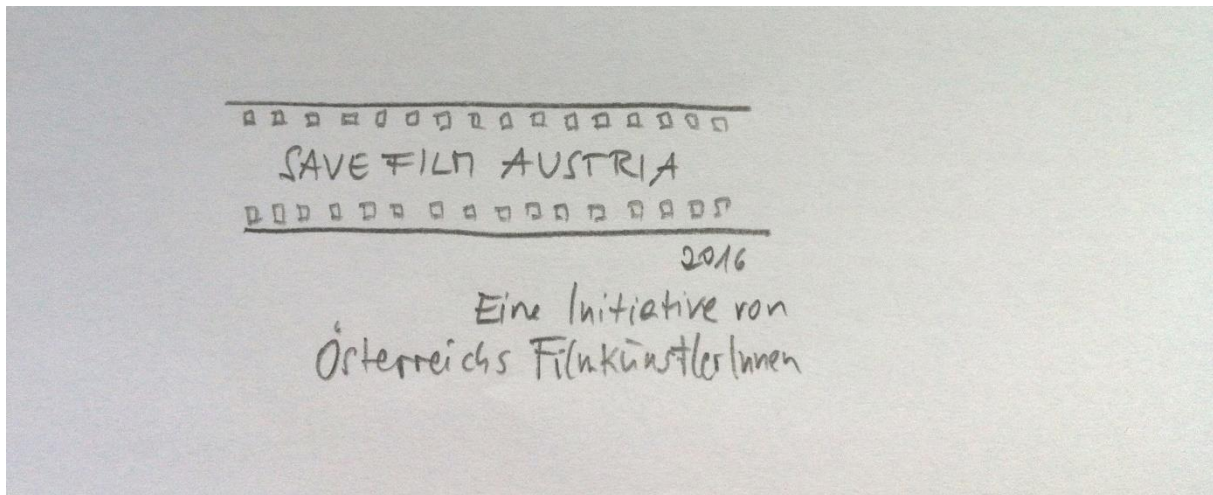 SAVE FILM AUSTRIA
2016
Eine Initiative von
Österreichs FilmkünstlerInnen